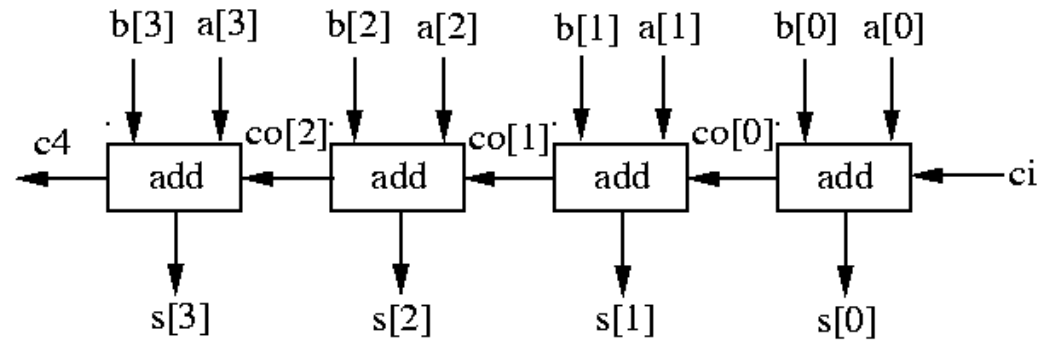 b[3] a[3] b[2] a[2] b[1] a[1] b[0] a[0]
c4 co[2] co[1] co[0]
add add add add ci
s[3] s[2] s[1] s[0]